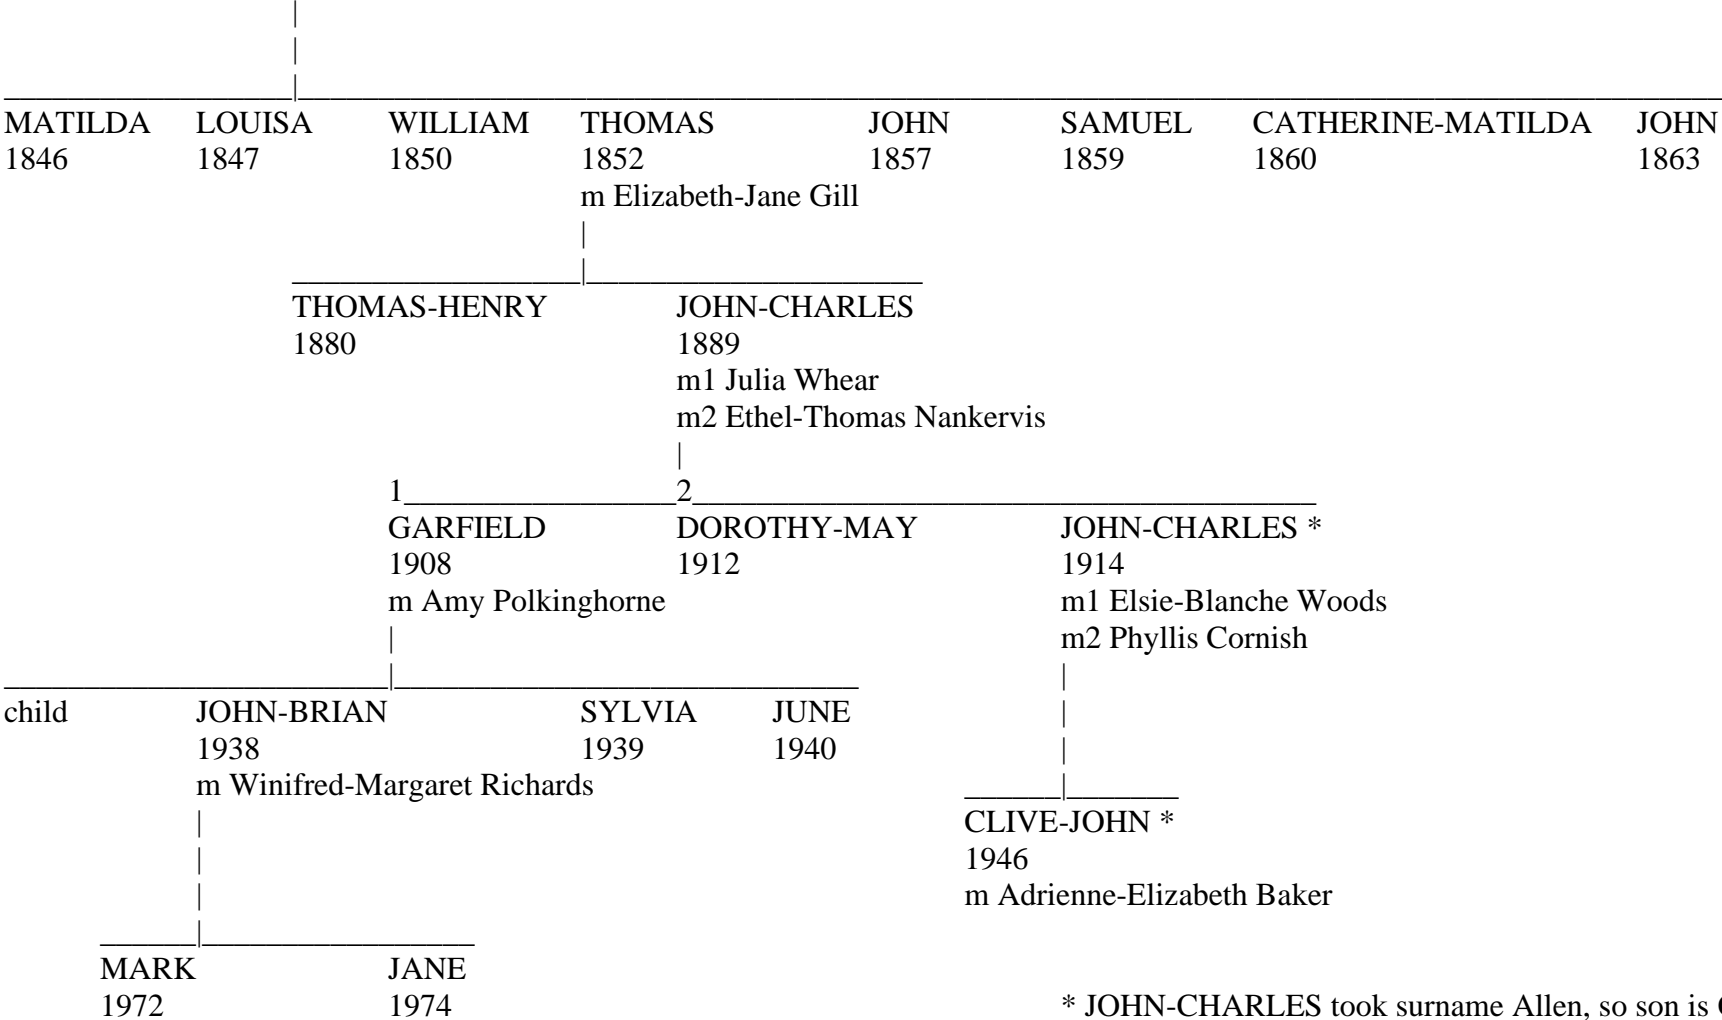 MATILDA LOUISA WILLIAM THOMAS JOHN SAMUEL CATHERINE-MATILDA JOHN
1846 1847 1850 1852 1857 1859 1860 1863
m Elizabeth-Jane Gill
THOMAS-HENRY JOHN-CHARLES
1880 1889
m1 Julia Whear
m2 Ethel-Thomas Nankervis
1 2
GARFIELD DOROTHY-MAY JOHN-CHARLES *
1908 1912 1914
m Amy Polkinghorne m1 Elsie-Blanche Woods
m2 Phyllis Cornish
child JOHN-BRIAN SYLVIA JUNE
1938 1939 1940
m Winifred-Margaret Richards
CLIVE-JOHN *
1946
m Adrienne-Elizabeth Baker
MARK JANE
1972 1974 * JOHN-CHARLES took surname Allen, so son is